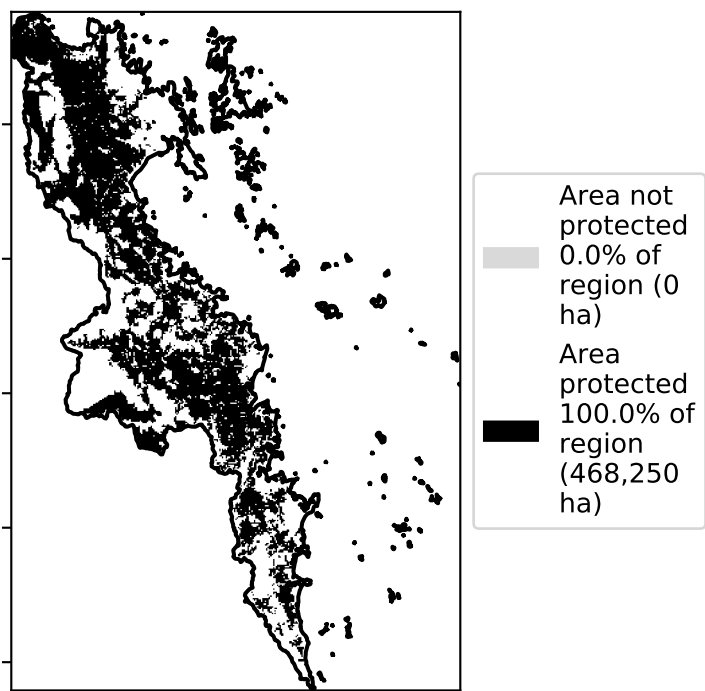 Area not
protected
0.0% of
region (0
ha)
Area
protected
100.0% of
region
(468,250
ha)